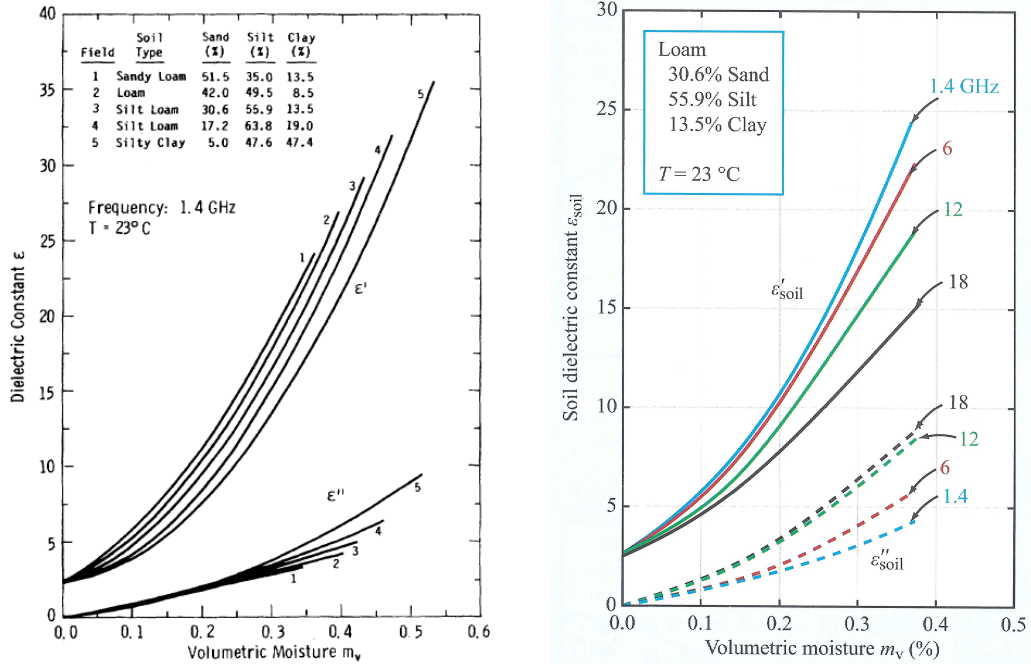 40
35
30
25
20
15
10
5
0
0.0
0.1
0.2
0.3
0.4
0.5
0.6
Dielectric Constant ε
Volumetric Moisture mᵥ
Soil Sand Silt Clay
Field Type (%) (%) (%)
1 Sandy Loam 51.5 35.0 13.5
2 Loam 42.0 49.5 8.5
3 Silt Loam 30.6 55.9 13.5
4 Silt Loam 17.2 63.8 19.0
5 Silty Clay 5.0 47.6 47.4
Frequency: 1.4 GHz
T = 23° C
1
2
3
4
5
ε'
ε''
5
4
3
2
1
30
25
20
15
10
5
0
0.0
0.1
0.2
0.3
0.4
0.5
Soil dielectric constant εsoil
Volumetric moisture mᵥ (%)
Loam
30.6% Sand
55.9% Silt
13.5% Clay
T = 23 °C
1.4 GHz
6
12
18
ε'soil
18
12
6
1.4
ε''soil